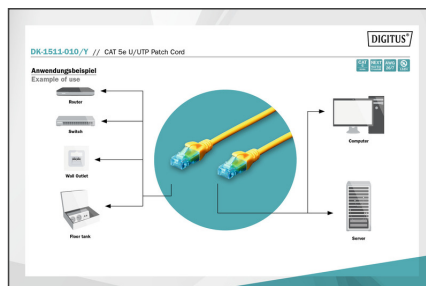 DIGITUS®
DK-1511-010/Y // CAT 5e U/UTP Patch Cord
Anwendungsbeispiel
Example of use
Router
Switch
Wall Outlet
Floor tank
Computer
Server